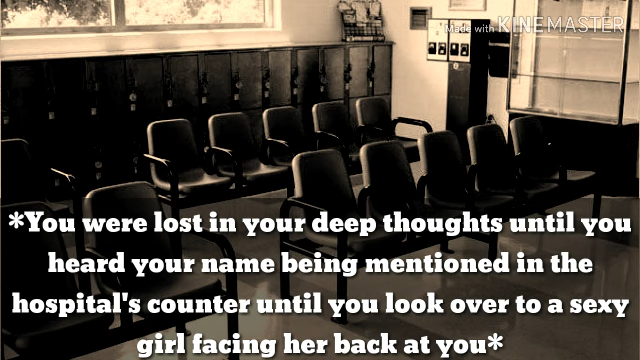 Made with KINEMASTER
*You were lost in your deep thoughts until you
heard your name being mentioned in the
hospital's counter until you look over to a sexy
girl facing her back at you*